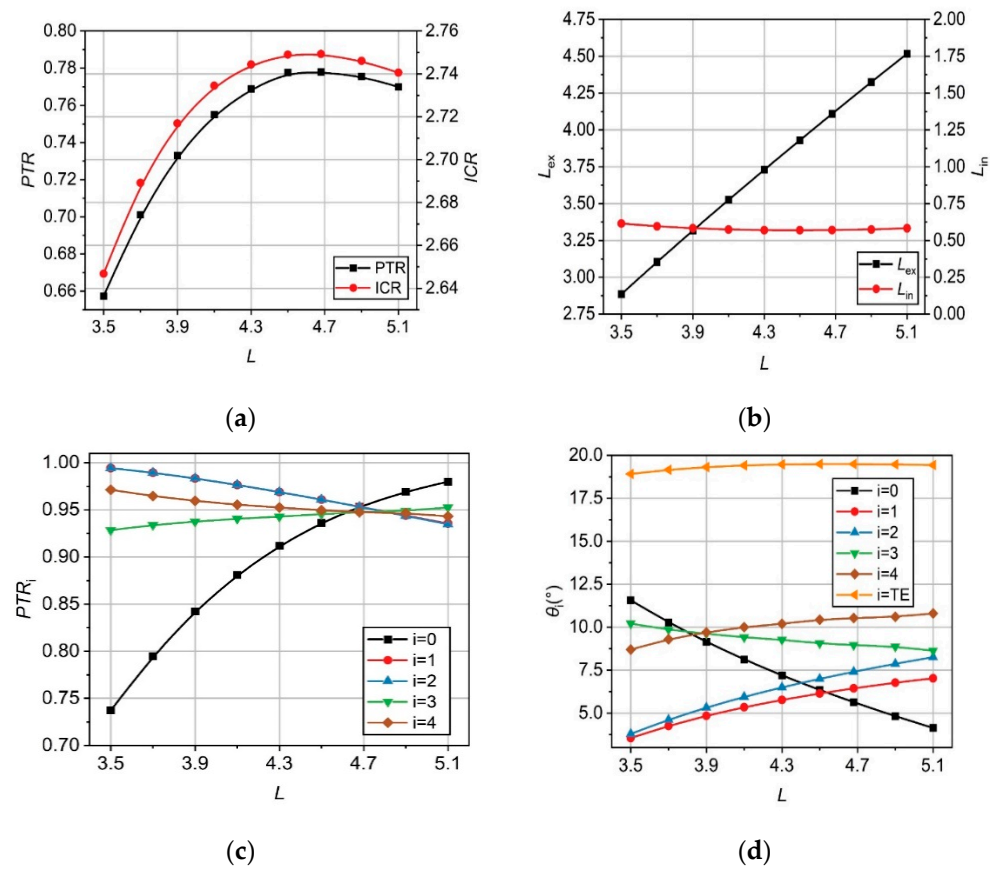 0.80
0.78
0.76
0.74
0.72
0.70
0.68
0.66
PTR
2.76
2.74
2.72
2.70
2.68
2.66
2.64
ICR
PTR
ICR
3.5 3.9 4.3 4.7 5.1
L
(a)
4.75
4.50
4.25
4.00
3.75
3.50
3.25
3.00
2.75
Lex
2.00
1.75
1.50
1.25
1.00
0.75
0.50
0.25
0.00
Lin
Lex
Lin
3.5 3.9 4.3 4.7 5.1
L
(b)
1.00
0.95
0.90
0.85
0.80
0.75
0.70
PTRi
i=0
i=1
i=2
i=3
i=4
3.5 3.9 4.3 4.7 5.1
L
(c)
20.0
17.5
15.0
12.5
10.0
7.5
5.0
θi(°)
i=0
i=1
i=2
i=3
i=4
i=TE
3.5 3.9 4.3 4.7 5.1
L
(d)